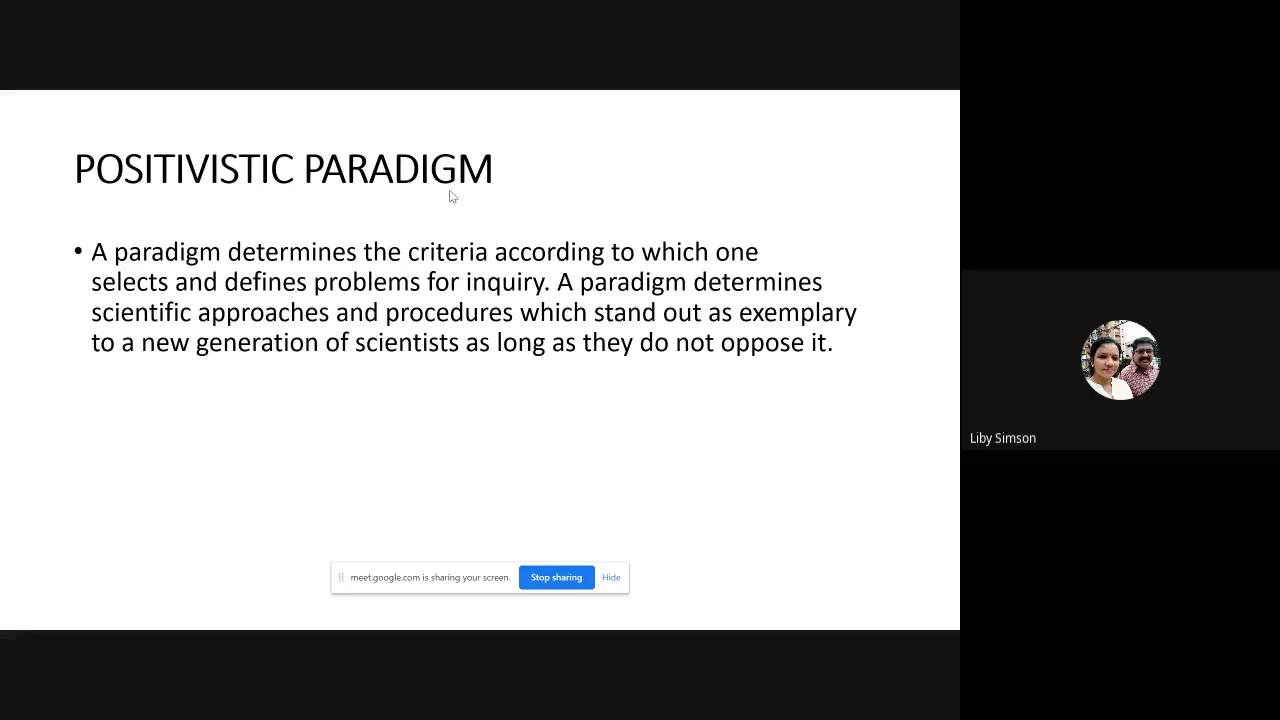 POSITIVISTIC PARADIGM
• A paradigm determines the criteria according to which one
selects and defines problems for inquiry. A paradigm determines
scientific approaches and procedures which stand out as exemplary
to a new generation of scientists as long as they do not oppose it.
meet.google.com is sharing your screen. Stop sharing Hide
Liby Simson